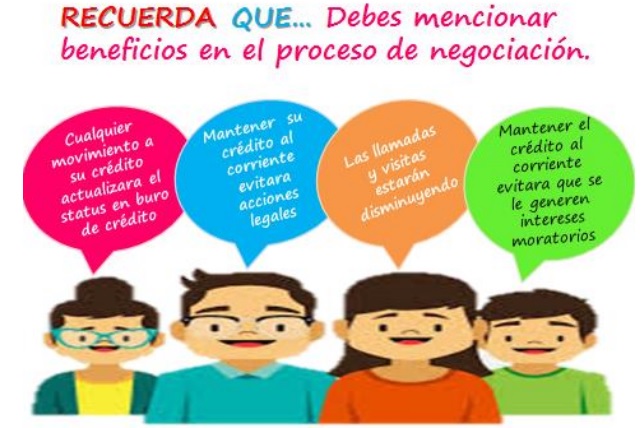 RECUERDA QUE... Debes mencionar
beneficios en el proceso de negociación.
Cualquier
movimiento a
su crédito
actualizara el
status en buro
de crédito
Mantener su
crédito al
corriente
evitara
acciones
legales
Las llamadas
y visitas
estarán
disminuyendo
Mantener el
crédito al
corriente
evitara que se
le generen
intereses
moratorios